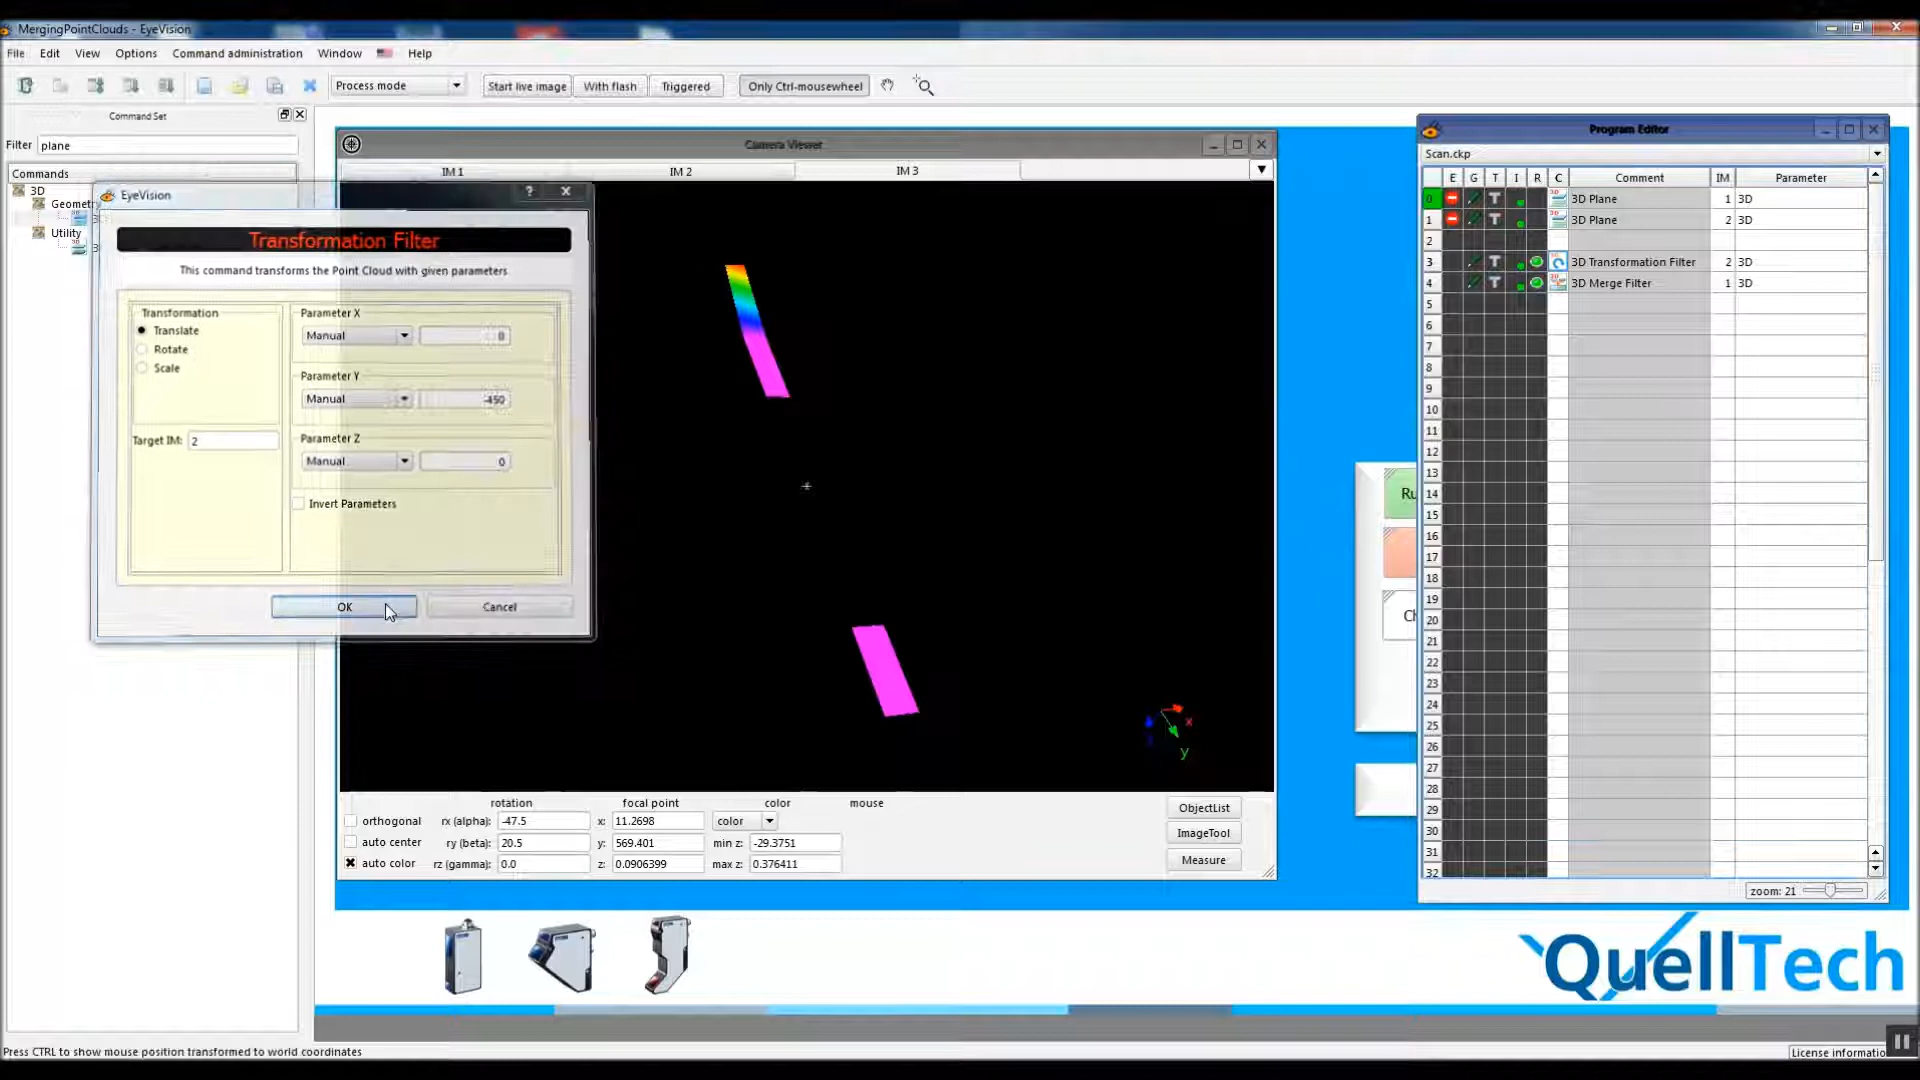 MergingPointClouds - EyeVision
File Edit View Options Command administration Window Help
Process mode Start live image With flash Triggered Only Ctrl-mousewheel
Command Set
Filter plane
Commands
3D
Geometry
Utility
EyeVision
Transformation Filter
This command transforms the Point Cloud with given parameters
Transformation
Translate
Rotate
Scale
Target IM: 2
Parameter X
Manual 0
Parameter Y
Manual -450
Parameter Z
Manual 0
Invert Parameters
OK Cancel
Camera Viewer
IM 1 IM 2 IM 3
x
y
rotation focal point color mouse
orthogonal rx (alpha): -47.5 x: 11.2698 color
auto center ry (beta): 20.5 y: 569.401 min z: -29.3751
auto color rz (gamma): 0.0 z: 0.0906399 max z: 0.376411
ObjectList
ImageTool
Measure
Ru
Ch
Program Editor
Scan.ckp
E G T I R C Comment IM Parameter
0 3D Plane 1 3D
1 3D Plane 2 3D
2
3 3D Transformation Filter 2 3D
4 3D Merge Filter 1 3D
5
6
7
8
9
10
11
12
13
14
15
16
17
18
19
20
21
22
23
24
25
26
27
28
29
30
31
32
zoom: 21
QuellTech
Press CTRL to show mouse position transformed to world coordinates
License informatio